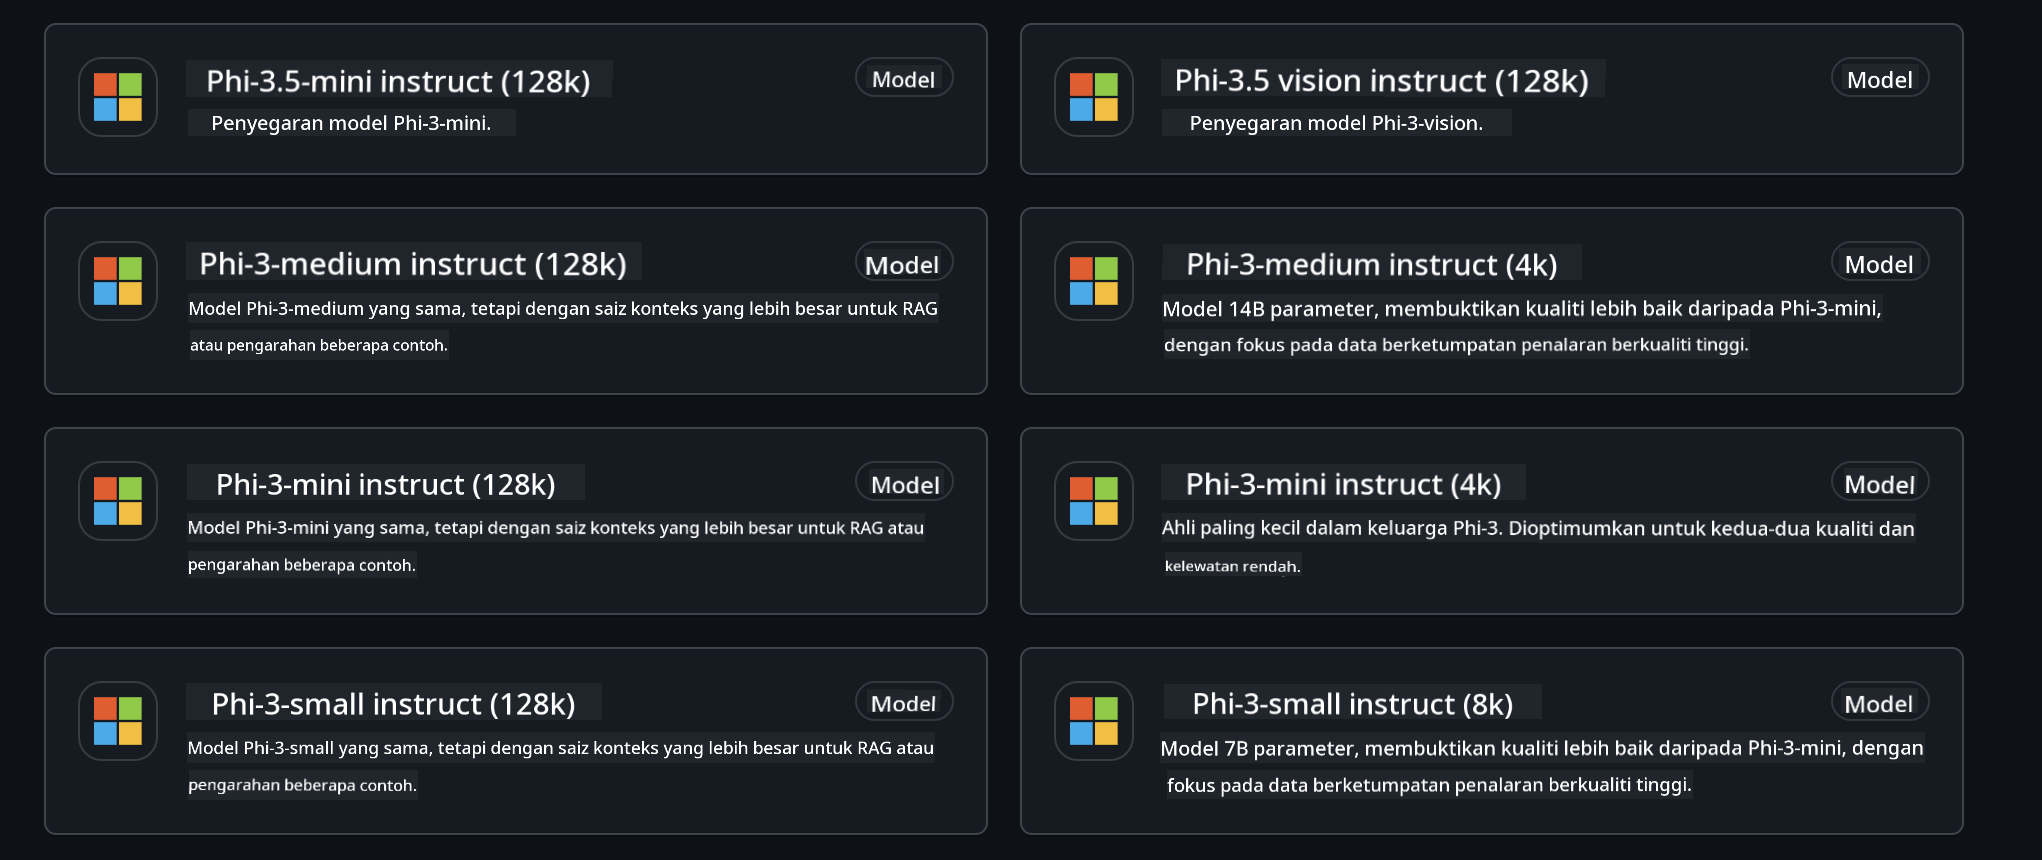 Phi-3.5-mini instruct (128k)
Model
Penyegaran model Phi-3-mini.
Phi-3.5 vision instruct (128k)
Model
Penyegaran model Phi-3-vision.
Phi-3-medium instruct (128k)
Model
Model Phi-3-medium yang sama, tetapi dengan saiz konteks yang lebih besar untuk RAG
atau pengarahan beberapa contoh.
Phi-3-medium instruct (4k)
Model
Model 14B parameter, membuktikan kualiti lebih baik daripada Phi-3-mini,
dengan fokus pada data berketumpatan penalaran berkualiti tinggi.
Phi-3-mini instruct (128k)
Model
Model Phi-3-mini yang sama, tetapi dengan saiz konteks yang lebih besar untuk RAG atau
pengarahan beberapa contoh.
Phi-3-mini instruct (4k)
Model
Ahli paling kecil dalam keluarga Phi-3. Dioptimumkan untuk kedua-dua kualiti dan
kelewatan rendah.
Phi-3-small instruct (128k)
Model
Model Phi-3-small yang sama, tetapi dengan saiz konteks yang lebih besar untuk RAG atau
pengarahan beberapa contoh.
Phi-3-small instruct (8k)
Model
Model 7B parameter, membuktikan kualiti lebih baik daripada Phi-3-mini, dengan
fokus pada data berketumpatan penalaran berkualiti tinggi.